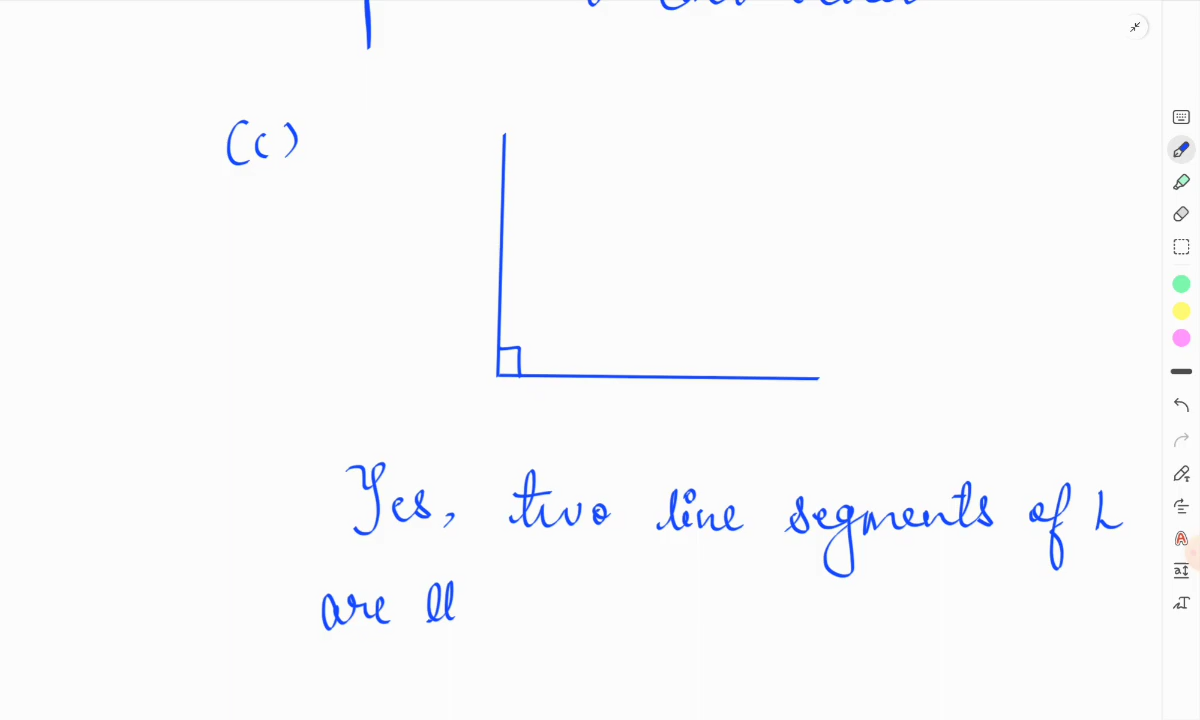 (c)
Yes, two line segments of L
are ll